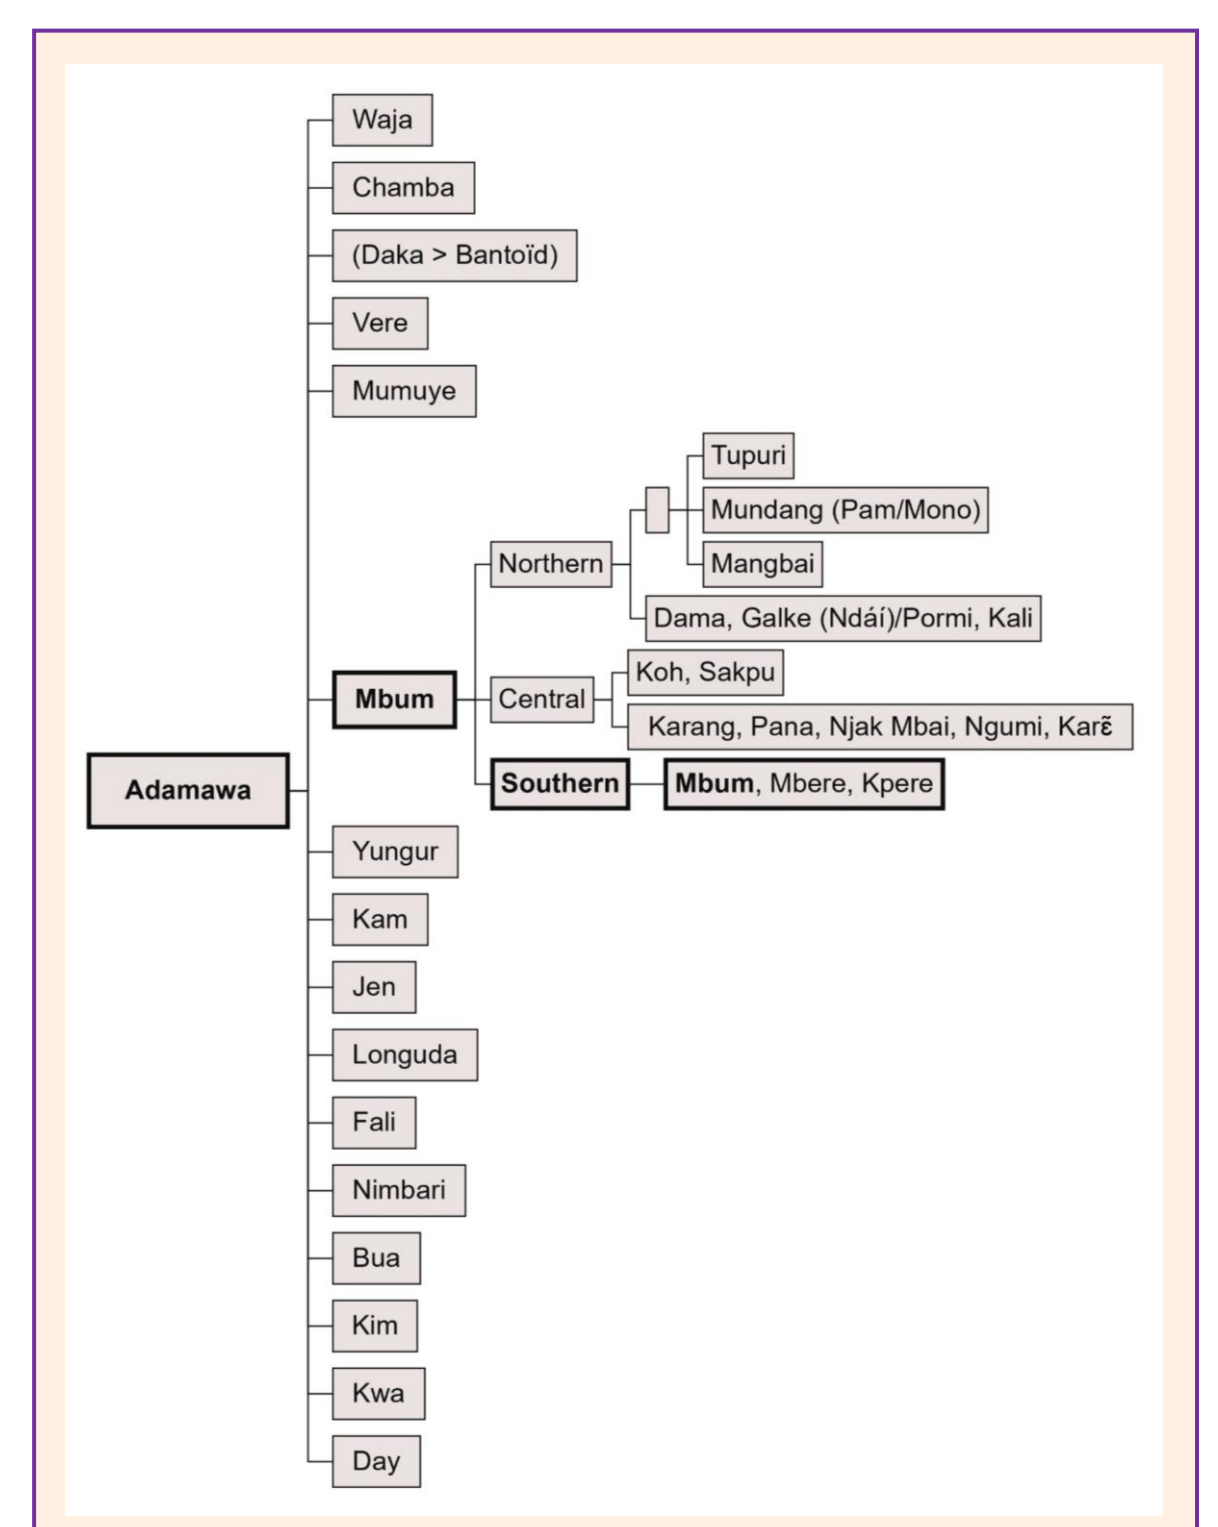 Waja
Chamba
(Daka > Bantoïd)
Vere
Mumuye
Tupuri
Mundang (Pam/Mono)
Northern
Mangbai
Dama, Galke (Ndáí)/Pormi, Kali
Koh, Sakpu
Mbum
Central
Karang, Pana, Njak Mbai, Ngumi, Karɛ̃
Southern
Mbum, Mbere, Kpere
Adamawa
Yungur
Kam
Jen
Longuda
Fali
Nimbari
Bua
Kim
Kwa
Day